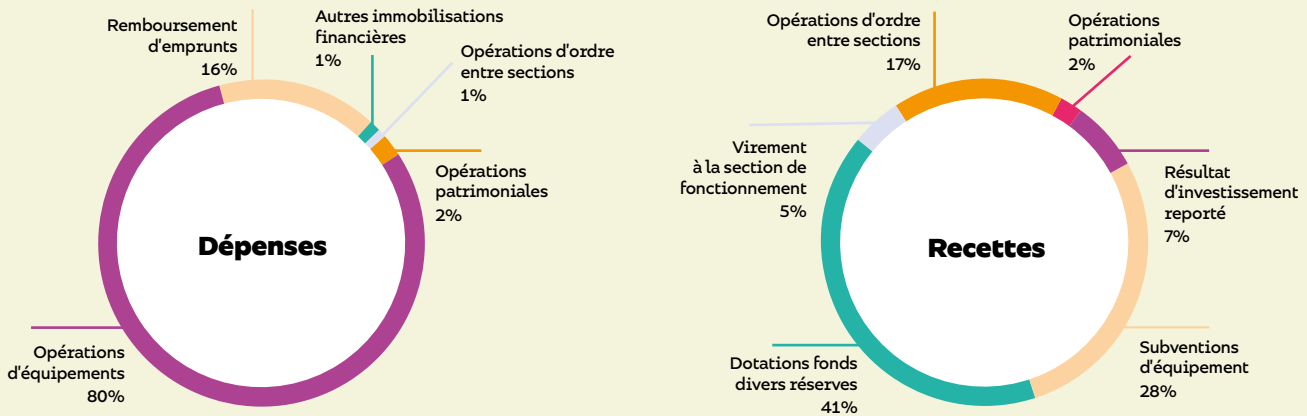 Remboursement
d'emprunts
16%
Autres immobilisations
financières
1%
Opérations d'ordre
entre sections
1%
Opérations
patrimoniales
2%
Dépenses
Opérations
d'équipements
80%
Opérations d'ordre
entre sections
17%
Opérations
patrimoniales
2%
Virement
à la section de
fonctionnement
5%
Résultat
d'investissement
reporté
7%
Recettes
Dotations fonds
divers réserves
41%
Subventions
d'équipement
28%